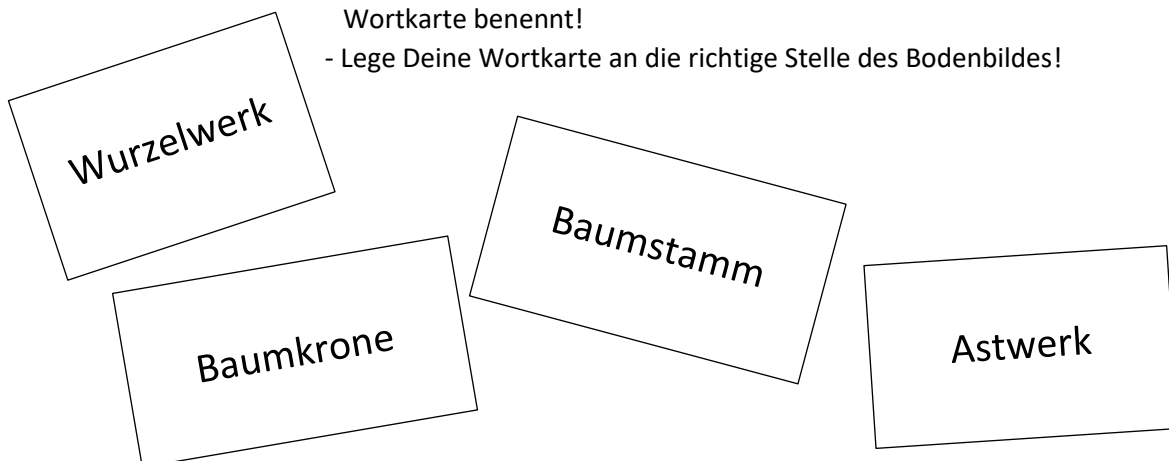 Wortkarte benennt!
- Lege Deine Wortkarte an die richtige Stelle des Bodenbildes!
Wurzelwerk
Baumstamm
Baumkrone
Astwerk